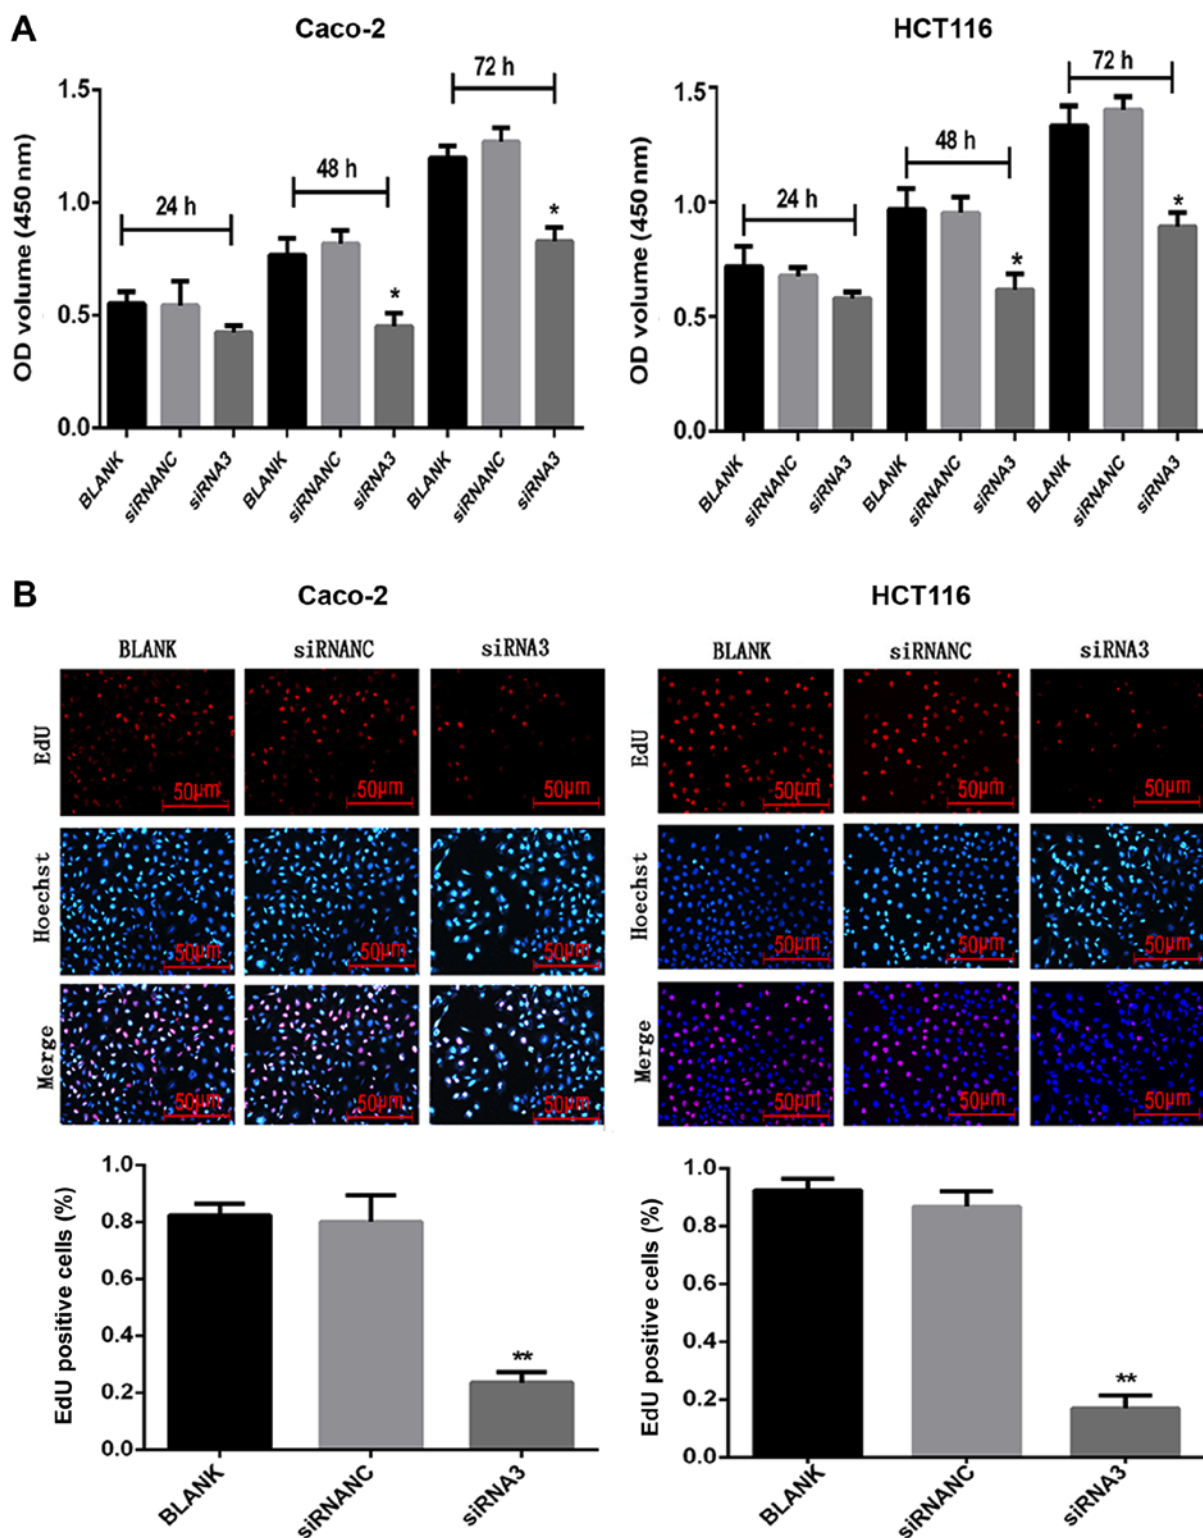 A
Caco-2
OD volume (450 nm)
1.5
1.0
0.5
0.0
24 h
48 h
72 h
*
*
BLANK
siRNANC
siRNA3
BLANK
siRNANC
siRNA3
BLANK
siRNANC
siRNA3
HCT116
OD volume (450 nm)
1.5
1.0
0.5
0.0
24 h
48 h
72 h
*
*
BLANK
siRNANC
siRNA3
BLANK
siRNANC
siRNA3
BLANK
siRNANC
siRNA3
B
Caco-2
BLANK siRNANC siRNA3
EdU
50μm 50μm 50μm
Hoechst
50μm 50μm 50μm
Merge
50μm 50μm 50μm
HCT116
BLANK siRNANC siRNA3
EdU
50μm 50μm 50μm
Hoechst
50μm 50μm 50μm
Merge
50μm 50μm 50μm
EdU positive cells (%)
1.0
0.8
0.6
0.4
0.2
0.0
**
BLANK
siRNANC
siRNA3
EdU positive cells (%)
1.0
0.8
0.6
0.4
0.2
0.0
**
BLANK
siRNANC
siRNA3